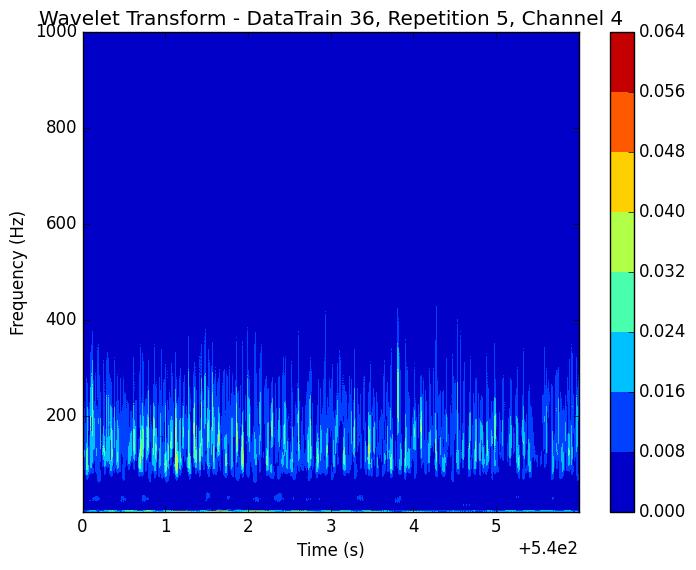 Wavelet Transform - DataTrain 36, Repetition 5, Channel 4
1000
800
600
400
200
Frequency (Hz)
0 1 2 3 4 5
Time (s)
+5.4e2
0.064
0.056
0.048
0.040
0.032
0.024
0.016
0.008
0.000